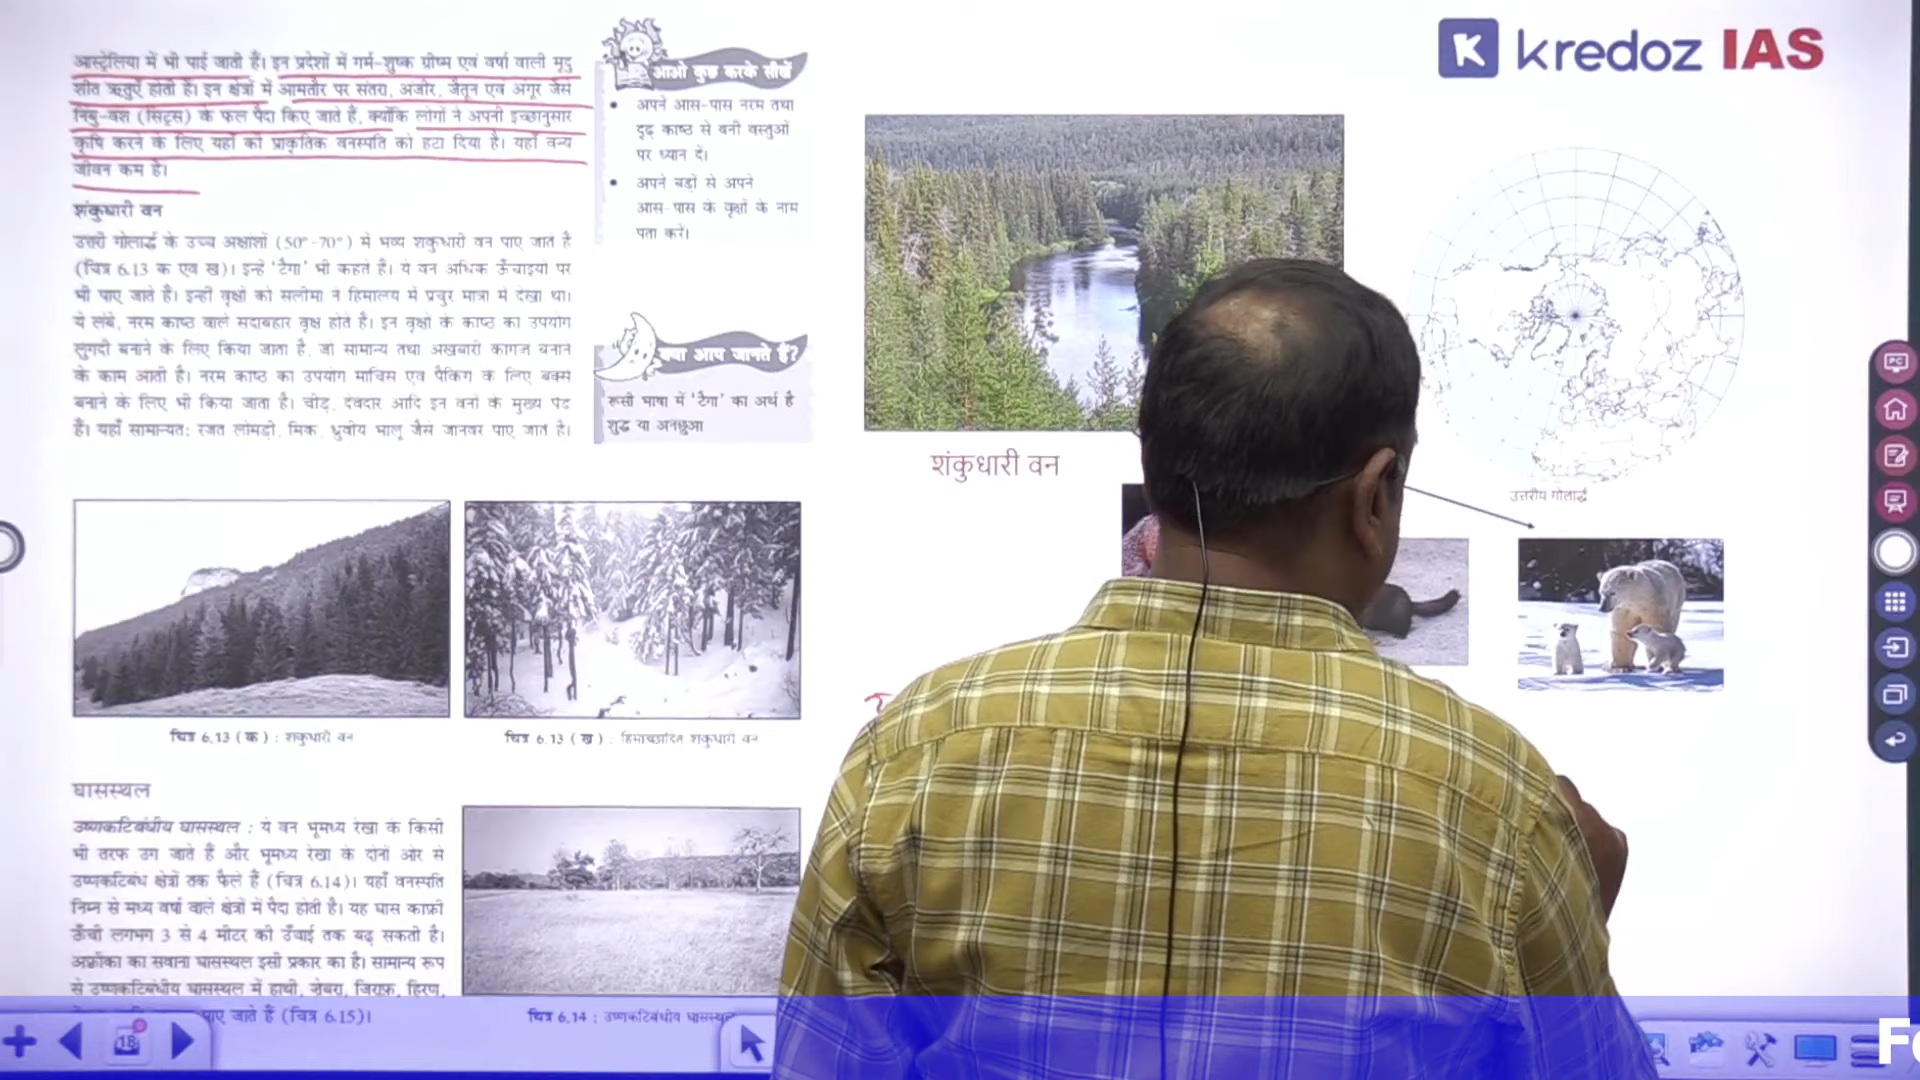 आस्ट्रेलिया में भी पाई जाती हैं। इन प्रदेशों में गर्म-शुष्क ग्रीष्म एवं वर्षा वाली मृदु
शीत ऋतुएँ होती हैं। इन क्षेत्रों में आमतौर पर संतरा, अंजीर, जैतून एवं अंगूर जैसे
निंबु-वंश (सिट्रस) के फल पैदा किए जाते हैं, क्योंकि लोगों ने अपनी इच्छानुसार
कृषि करने के लिए यहाँ की प्राकृतिक वनस्पति को हटा दिया है। यहाँ वन्य
जीवन कम है।
शंकुधारी वन
उत्तरी गोलार्द्ध के उच्च अक्षांशों (50°-70°) में भव्य शंकुधारी वन पाए जाते हैं
(चित्र 6.13 क एवं ख)। इन्हें 'टैगा' भी कहते हैं। ये वन अधिक ऊँचाइयों पर
भी पाए जाते हैं। इन्हीं वृक्षों को सलीमा ने हिमालय में प्रचुर मात्रा में देखा था।
ये लंबे, नरम काष्ठ वाले सदाबहार वृक्ष होते हैं। इन वृक्षों के काष्ठ का उपयोग
लुगदी बनाने के लिए किया जाता है, जो सामान्य तथा अखबारी कागज बनाने
के काम आती है। नरम काष्ठ का उपयोग माचिस एवं पैकिंग के लिए बक्से
बनाने के लिए भी किया जाता है। चीड़, देवदार आदि इन वनों के मुख्य पेड़
हैं। यहाँ सामान्यत: रजत लोमड़ी, मिंक, ध्रुवीय भालू जैसे जानवर पाए जाते हैं।
आओ कुछ करके सीखें
• अपने आस-पास नरम तथा
दृढ़ काष्ठ से बनी वस्तुओं
पर ध्यान दें।
• अपने बड़ों से अपने
आस-पास के वृक्षों के नाम
पता करें।
क्या आप जानते हैं?
रूसी भाषा में 'टैगा' का अर्थ है
शुद्ध या अनछुआ
चित्र 6.13 (क) : शंकुधारी वन
चित्र 6.13 (ख) : हिमाच्छादित शंकुधारी वन
घासस्थल
उष्णकटिबंधीय घासस्थल : ये वन भूमध्य रेखा के किसी
भी तरफ उग जाते हैं और भूमध्य रेखा के दोनों ओर से
उष्णकटिबंध क्षेत्रों तक फैले हैं (चित्र 6.14)। यहाँ वनस्पति
निम्न से मध्य वर्षा वाले क्षेत्रों में पैदा होती है। यह घास काफ़ी
ऊँची लगभग 3 से 4 मीटर की ऊँचाई तक बढ़ सकती है।
अफ्रीका का सवाना घासस्थल इसी प्रकार का है। सामान्य रूप
से उष्णकटिबंधीय घासस्थल में हाथी, ज़ेबरा, जिराफ़, हिरण,
पाए जाते हैं (चित्र 6.15)।
चित्र 6.14 : उष्णकटिबंधीय घासस्थल
kredoz IAS
शंकुधारी वन
उत्तरीय गोलार्द्ध
18
PC